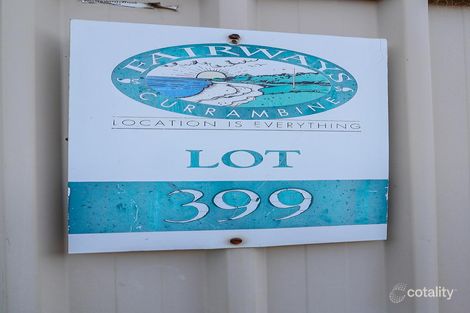 FAIRWAYS
CURRAMBINE
LOCATION IS EVERYTHING
LOT
399
cotality